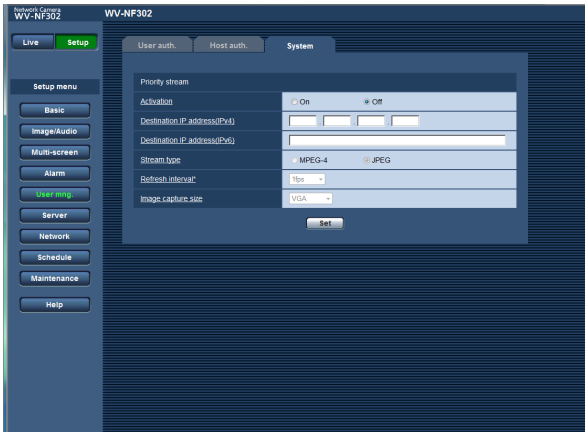 Network Camera
WV-NF302
WV-NF302
Live
Setup
User auth.
Host auth.
System
Setup menu
Basic
Image/Audio
Multi-screen
Alarm
User mng.
Server
Network
Schedule
Maintenance
Help
Priority stream
Activation
On
Off
Destination IP address(IPv4)
Destination IP address(IPv6)
Stream type
MPEG-4
JPEG
Refresh interval*
1fps
Image capture size
VGA
Set